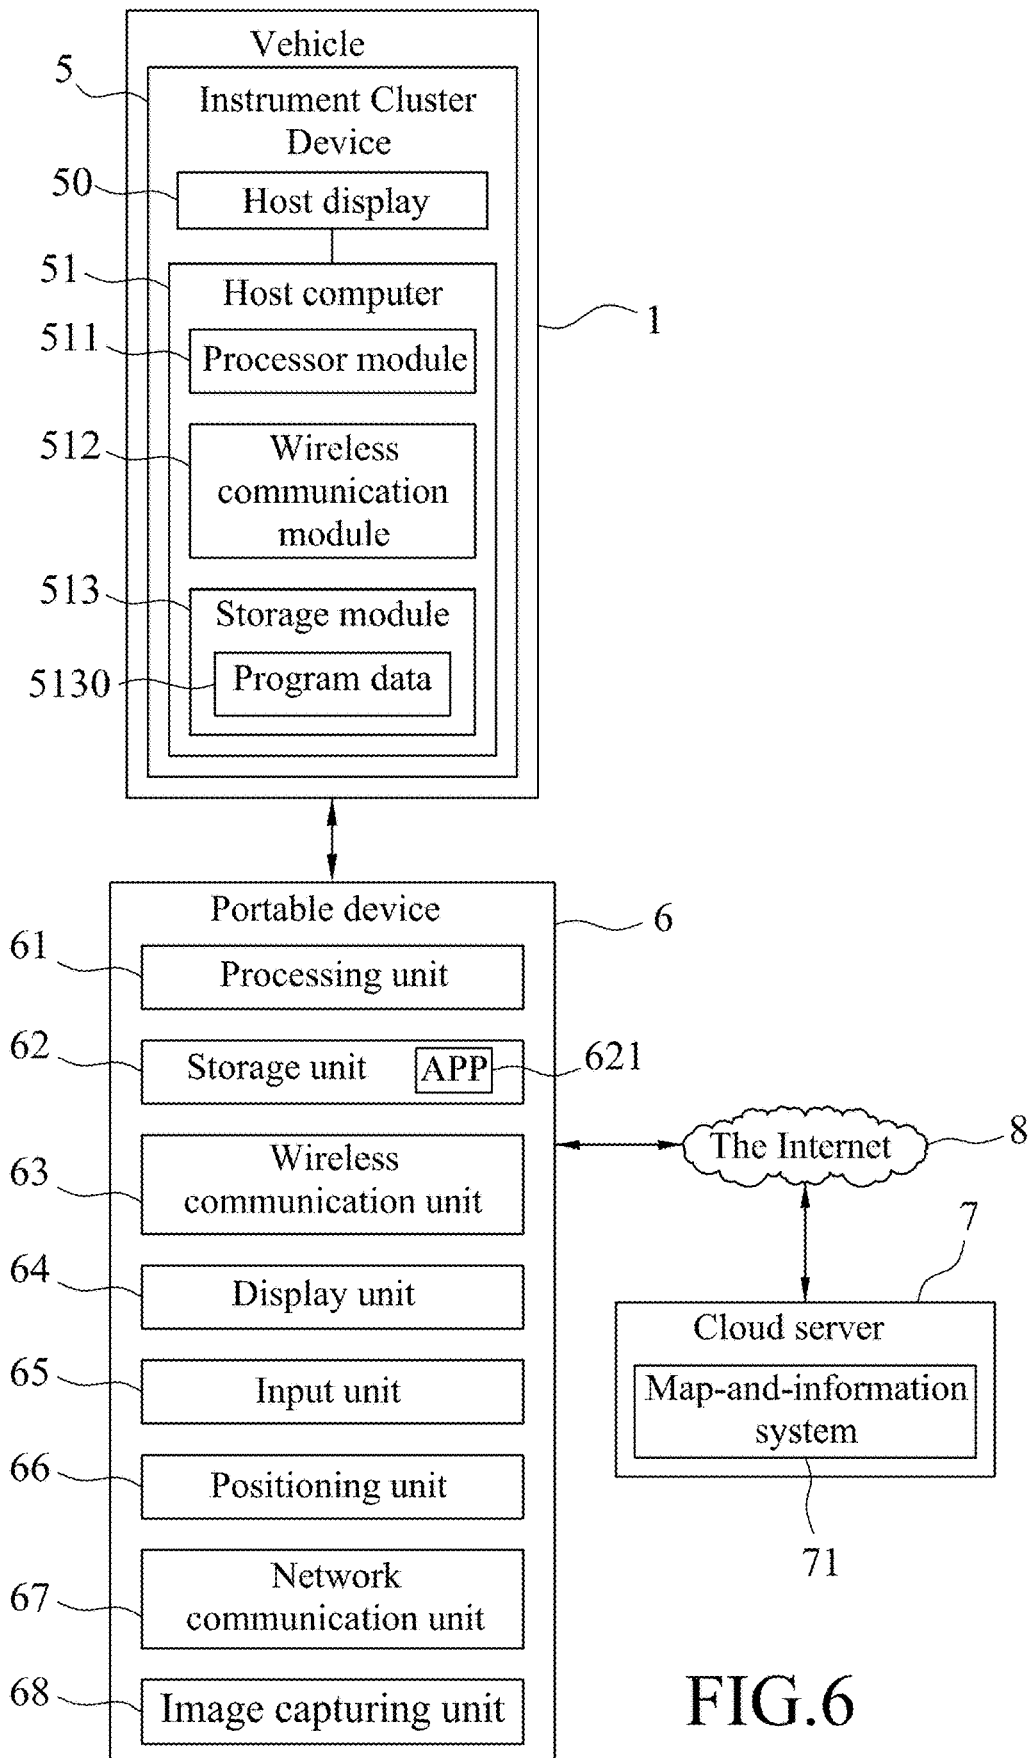 Vehicle
5
Instrument Cluster
Device
50
Host display
51
Host computer
1
511
Processor module
512
Wireless
communication
module
513
Storage module
5130
Program data
Portable device
6
61
Processing unit
62
Storage unit
APP
621
63
Wireless
communication unit
The Internet
8
64
Display unit
7
Cloud server
65
Input unit
Map-and-information
system
66
Positioning unit
71
67
Network
communication unit
68
Image capturing unit
FIG.6